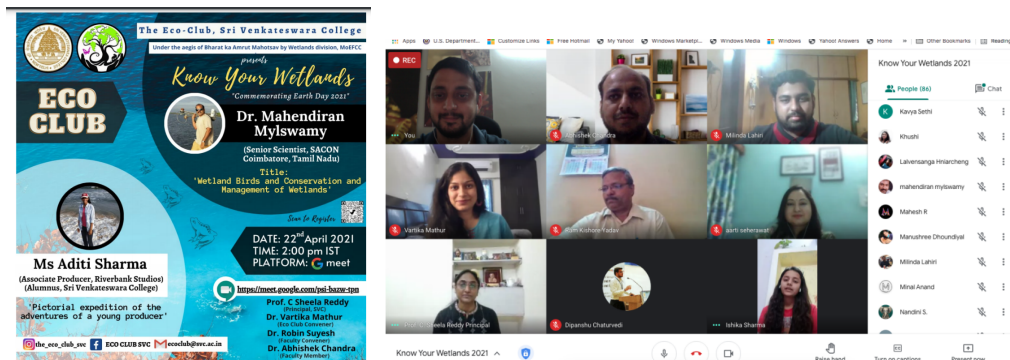 The Eco-Club, Sri Venkateswara College
Under the aegis of Bharat ka Amrut Mahotsav by Wetlands division, MoEFCC
presents
Know Your Wetlands
"Commemorating Earth Day 2021"
ECO
CLUB
Dr. Mahendiran
Mylswamy
(Senior Scientist, SACON
Coimbatore, Tamil Nadu)
Title:
'Wetland Birds and Conservation and
Management of Wetlands'
Scan to Register
DATE: 22nd April 2021
TIME: 2:00 pm IST
PLATFORM: Google meet
https://meet.google.com/psi-bazw-tpn
Ms Aditi Sharma
(Associate Producer, Riverbank Studios)
(Alumnus, Sri Venkateswara College)
'Pictorial expedition of the
adventures of a young producer'
Prof. C Sheela Reddy
(Principal, SVC)
Dr. Vartika Mathur
(Eco Club Convener)
Dr. Robin Suyesh
(Faculty Convener)
Dr. Abhishek Chandra
(Faculty Member)
the_eco_club_svc ECO CLUB SVC ecoclub@svc.ac.in
Apps U.S. Department... Customize Links Free Hotmail My Yahoo! Windows Marketpl... Windows Media Windows Yahoo! Answers Home » Other Bookmarks Reading
REC
You
Abhishek Chandra
Milinda Lahiri
Vartika Mathur
Kishore Yadav
aarti seherawat
Sheela Reddy Principal
Dipanshu Chaturvedi
Ishika Sharma
Know Your Wetlands 2021
People (86)
Chat
K Kavya Sethi
Khushi
Lalvensanga Hniarcheng
mahendiran mylswamy
Mahesh R
Manushree Dhoundiyal
Milinda Lahiri
Minal Anand
Nandini S.
Know Your Wetlands 2021
Raise hand
Turn on captions
Present now